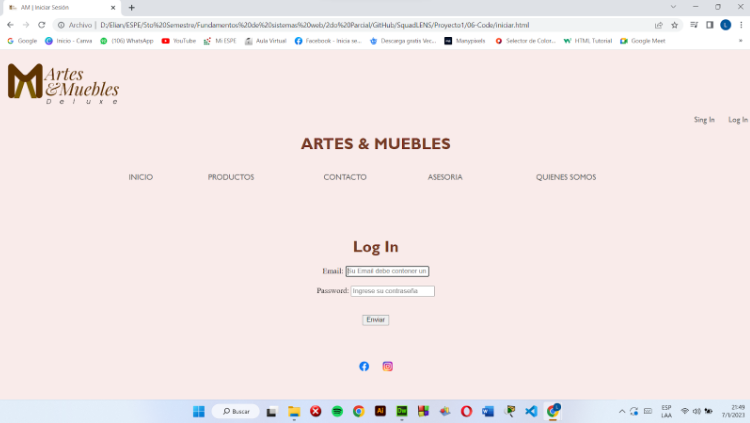 AM | Iniciar Sesión
Archivo | D:/Elian/ESPE/5to%20Semestre/Fundamentos%20de%20sistemas%20web/2do%20Parcial/GitHub/SquadLENS/Proyecto1/06-Code/iniciar.html
Google Inicio - Canva (106) WhatsApp YouTube Mi ESPE Aula Virtual Facebook - Inicia se... Descarga gratis Vec... Manypixels Selector de Color... HTML Tutorial Google Meet
Artes
&Muebles
Deluxe
Sing In Log In
ARTES & MUEBLES
INICIO PRODUCTOS CONTACTO ASESORIA QUIENES SOMOS
Log In
Email: Eu Email debe contener un
Password: Ingrese su contraseña
Enviar
Buscar
ESP 21:49
LAA 7/1/2023